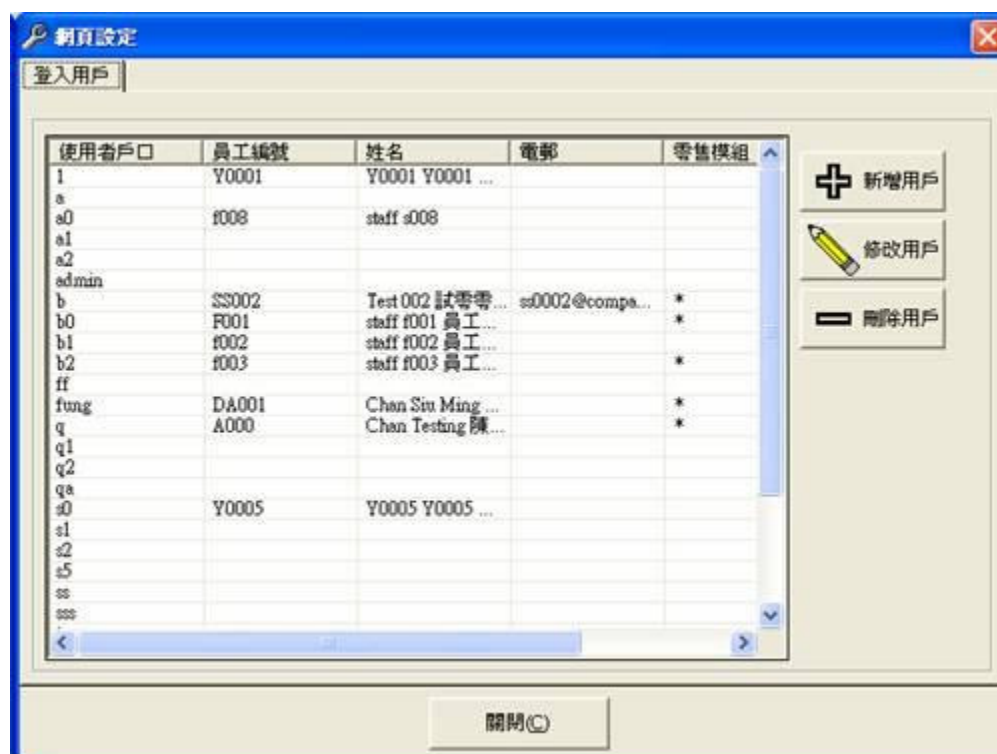 網頁設定
登入用戶
使用者戶口 員工編號 姓名 電郵 零售模組
1 Y0001 Y0001 Y0001 ...
a
a0 f008 staff s008
a1
a2
admin
b SS002 Test 002 試零零... ss0002@compa... *
b0 F001 staff f001 員工... *
b1 f002 staff f002 員工...
b2 f003 staff f003 員工... *
ff
fung DA001 Chan Siu Ming ... *
q A000 Chan Testing 陳... *
q1
q2
qa
s0 Y0005 Y0005 Y0005 ...
s1
s2
s5
ss
sss
新增用戶
修改用戶
刪除用戶
關閉(C)